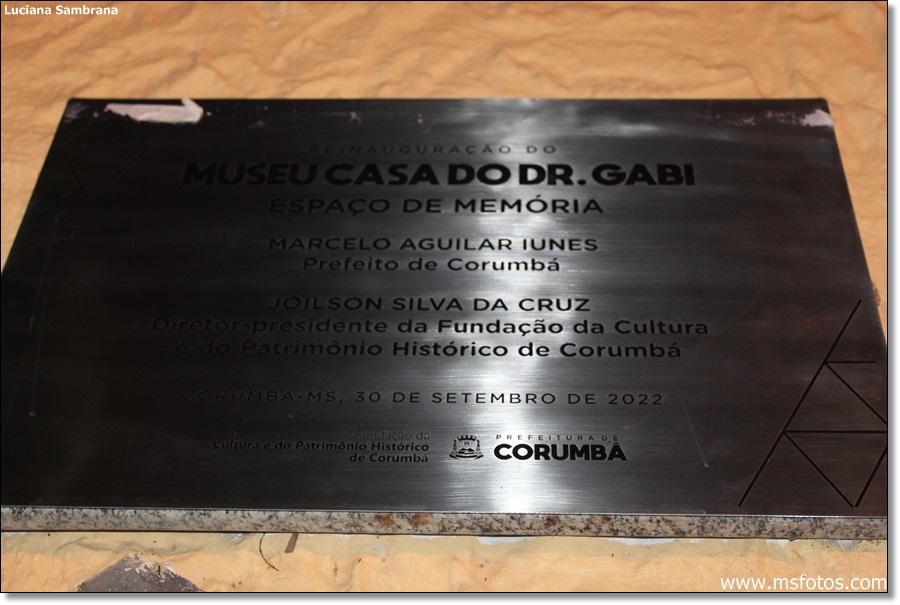 Luciana Sambrana
REINAUGURAÇÃO DO
MUSEU CASA DO DR. GABI
ESPAÇO DE MEMÓRIA
MARCELO AGUILAR IUNES
Prefeito de Corumbá
JOILSON SILVA DA CRUZ
Diretor-presidente da Fundação da Cultura
e do Patrimônio Histórico de Corumbá
CORUMBÁ-MS, 30 DE SETEMBRO DE 2022.
Fundação da
Cultura e do Patrimônio Histórico
de Corumbá
PREFEITURA DE
CORUMBÁ
www.msfotos.com